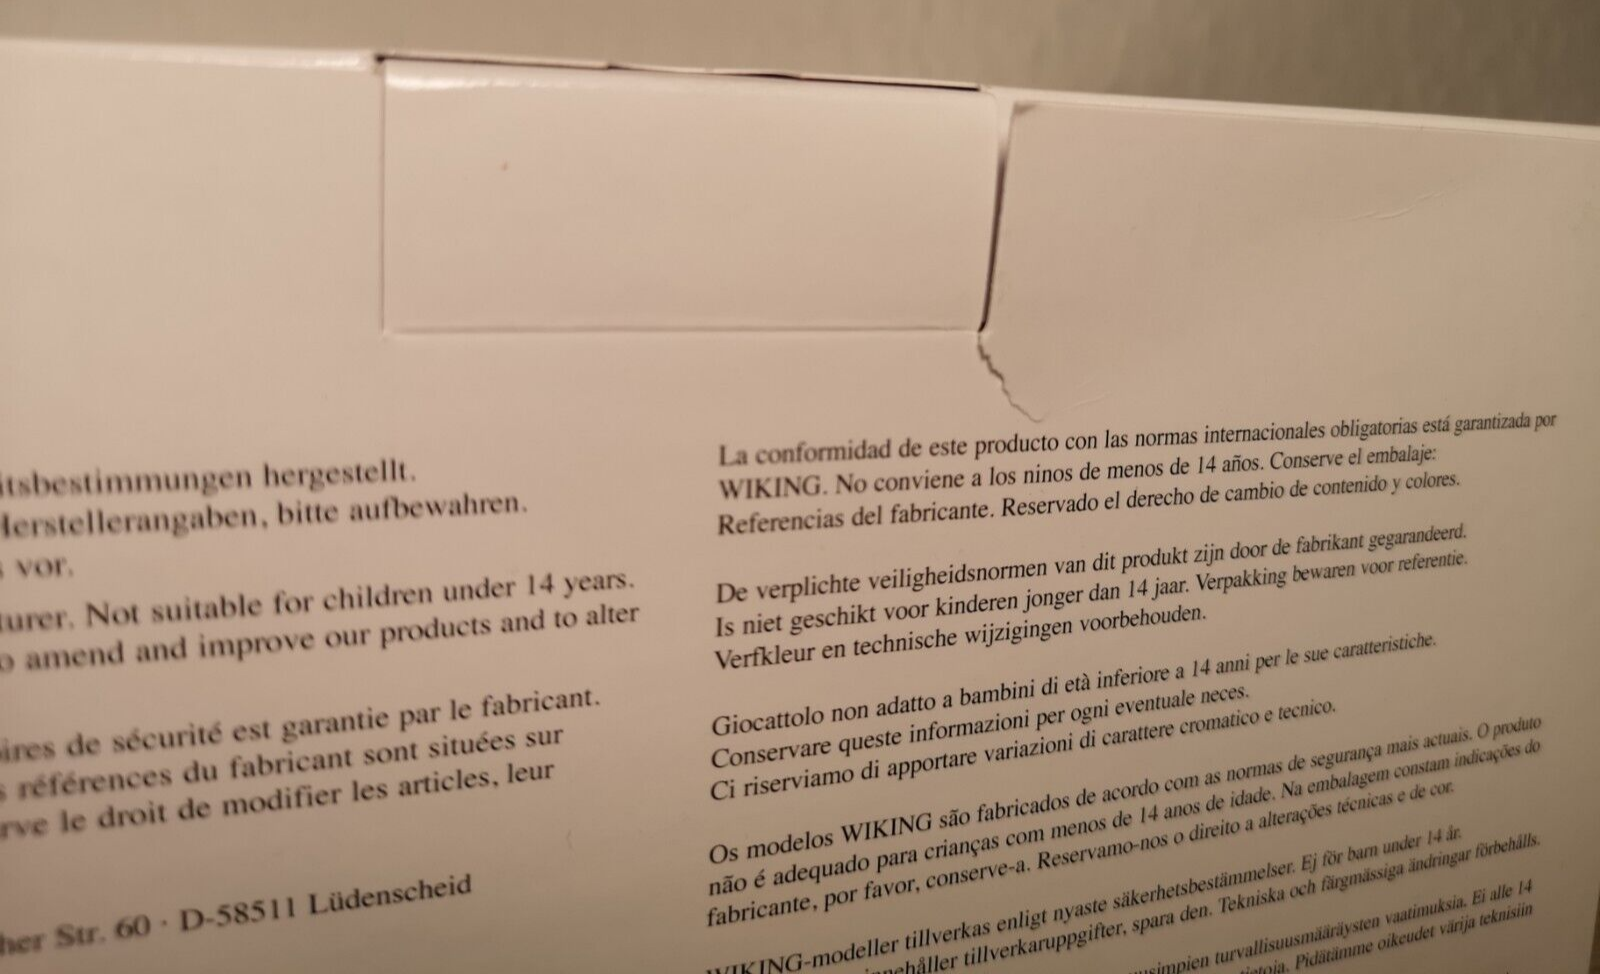 itsbestimmungen hergestellt.
Herstellerangaben, bitte aufbewahren.
s vor.
turer. Not suitable for children under 14 years.
o amend and improve our products and to alter
ires de sécurité est garantie par le fabricant.
s références du fabricant sont situées sur
rve le droit de modifier les articles, leur
her Str. 60 · D-58511 Lüdenscheid
La conformidad de este producto con las normas internacionales obligatorias está garantizada por
WIKING. No conviene a los ninos de menos de 14 años. Conserve el embalaje:
Referencias del fabricante. Reservado el derecho de cambio de contenido y colores.
De verplichte veiligheidsnormen van dit produkt zijn door de fabrikant gegarandeerd.
Is niet geschikt voor kinderen jonger dan 14 jaar. Verpakking bewaren voor referentie.
Verfkleur en technische wijzigingen voorbehouden.
Giocattolo non adatto a bambini di età inferiore a 14 anni per le sue caratteristiche.
Conservare queste informazioni per ogni eventuale neces.
Ci riserviamo di apportare variazioni di carattere cromatico e tecnico.
Os modelos WIKING são fabricados de acordo com as normas de segurança mais actuais. O produto
não é adequado para crianças com menos de 14 anos de idade. Na embalagem constam indicações do
fabricante, por favor, conserve-a. Reservamo-nos o direito a alterações técnicas e de cor.
WIKING-modeller tillverkas enligt nyaste säkerhetsbestämmelser. Ej för barn under 14 år.
nnehåller tillverkaruppgifter, spara den. Tekniska och färgmässiga ändringar förbehålls.
usimpien turvallisuusmääräysten vaatimuksia. Ei alle 14
tietoja. Pidätämme oikeudet värija teknisiin